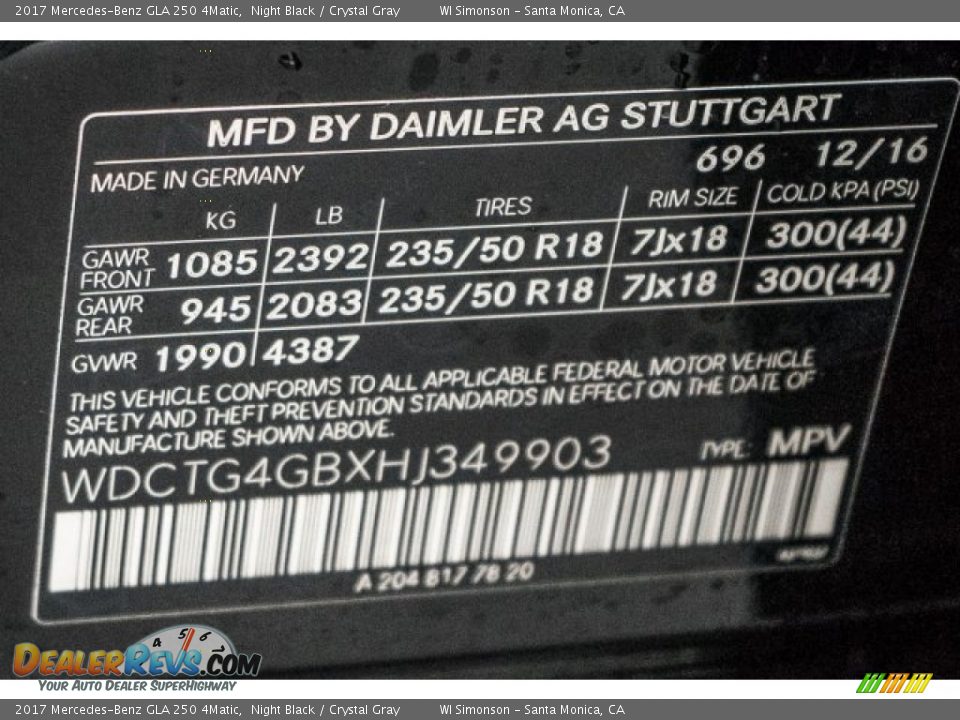 2017 Mercedes-Benz GLA 250 4Matic, Night Black / Crystal Gray WI Simonson - Santa Monica, CA
MFD BY DAIMLER AG STUTTGART
MADE IN GERMANY 696 12/16
KG LB TIRES RIM SIZE COLD KPA (PSI)
GAWR FRONT 1085 2392 235/50 R18 7Jx18 300(44)
GAWR REAR 945 2083 235/50 R18 7Jx18 300(44)
GVWR 1990 4387
THIS VEHICLE CONFORMS TO ALL APPLICABLE FEDERAL MOTOR VEHICLE
SAFETY AND THEFT PREVENTION STANDARDS IN EFFECT ON THE DATE OF
MANUFACTURE SHOWN ABOVE.
WDCTG4GBXHJ349903 TYPE: MPV
A 204 817 78 20
4 5 6
DEALERREVS.COM
YOUR AUTO DEALER SUPERHIGHWAY
2017 Mercedes-Benz GLA 250 4Matic, Night Black / Crystal Gray WI Simonson - Santa Monica, CA